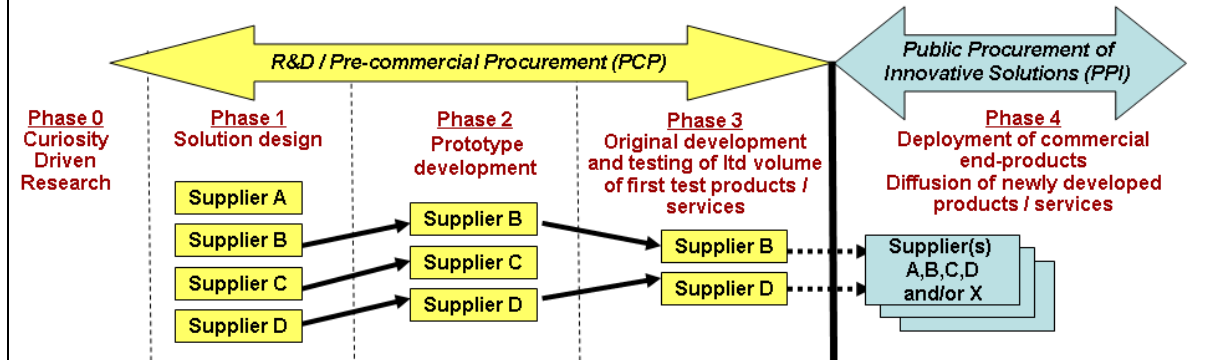 R&D / Pre-commercial Procurement (PCP)
Public Procurement of
Innovative Solutions (PPI)
Phase 0
Curiosity
Driven
Research
Phase 1
Solution design
Phase 2
Prototype
development
Phase 3
Original development
and testing of ltd volume
of first test products /
services
Phase 4
Deployment of commercial
end-products
Diffusion of newly developed
products / services
Supplier A
Supplier B
Supplier C
Supplier D
Supplier B
Supplier C
Supplier D
Supplier B
Supplier D
Supplier(s)
A,B,C,D
and/or X